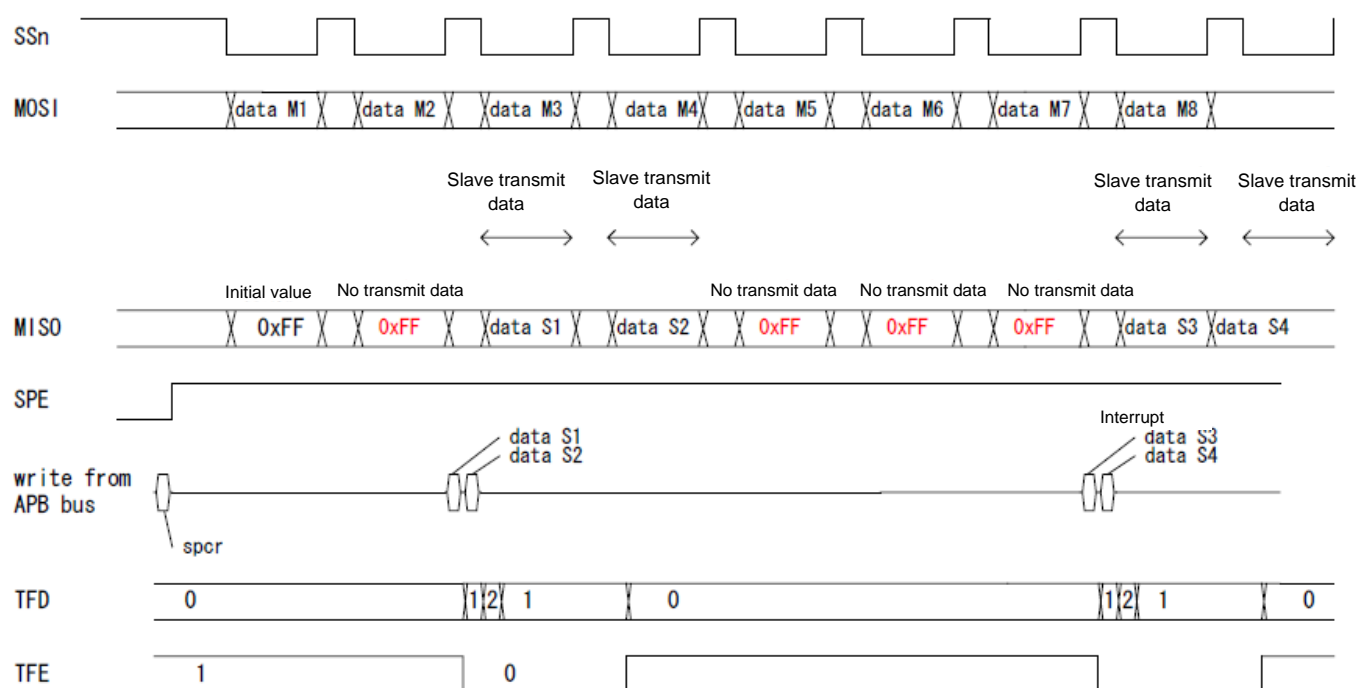 SSn
MOSI
data M1 data M2 data M3 data M4 data M5 data M6 data M7 data M8
Slave transmit data
Slave transmit data
Slave transmit data
Slave transmit data
Initial value
No transmit data
No transmit data
No transmit data
No transmit data
MISO
0xFF 0xFF data S1 data S2 0xFF 0xFF 0xFF data S3 data S4
SPE
Interrupt
data S1
data S2
data S3
data S4
write from
APB bus
spcr
TFD
0 1 2 1 0 1 2 1 0
TFE
1 0